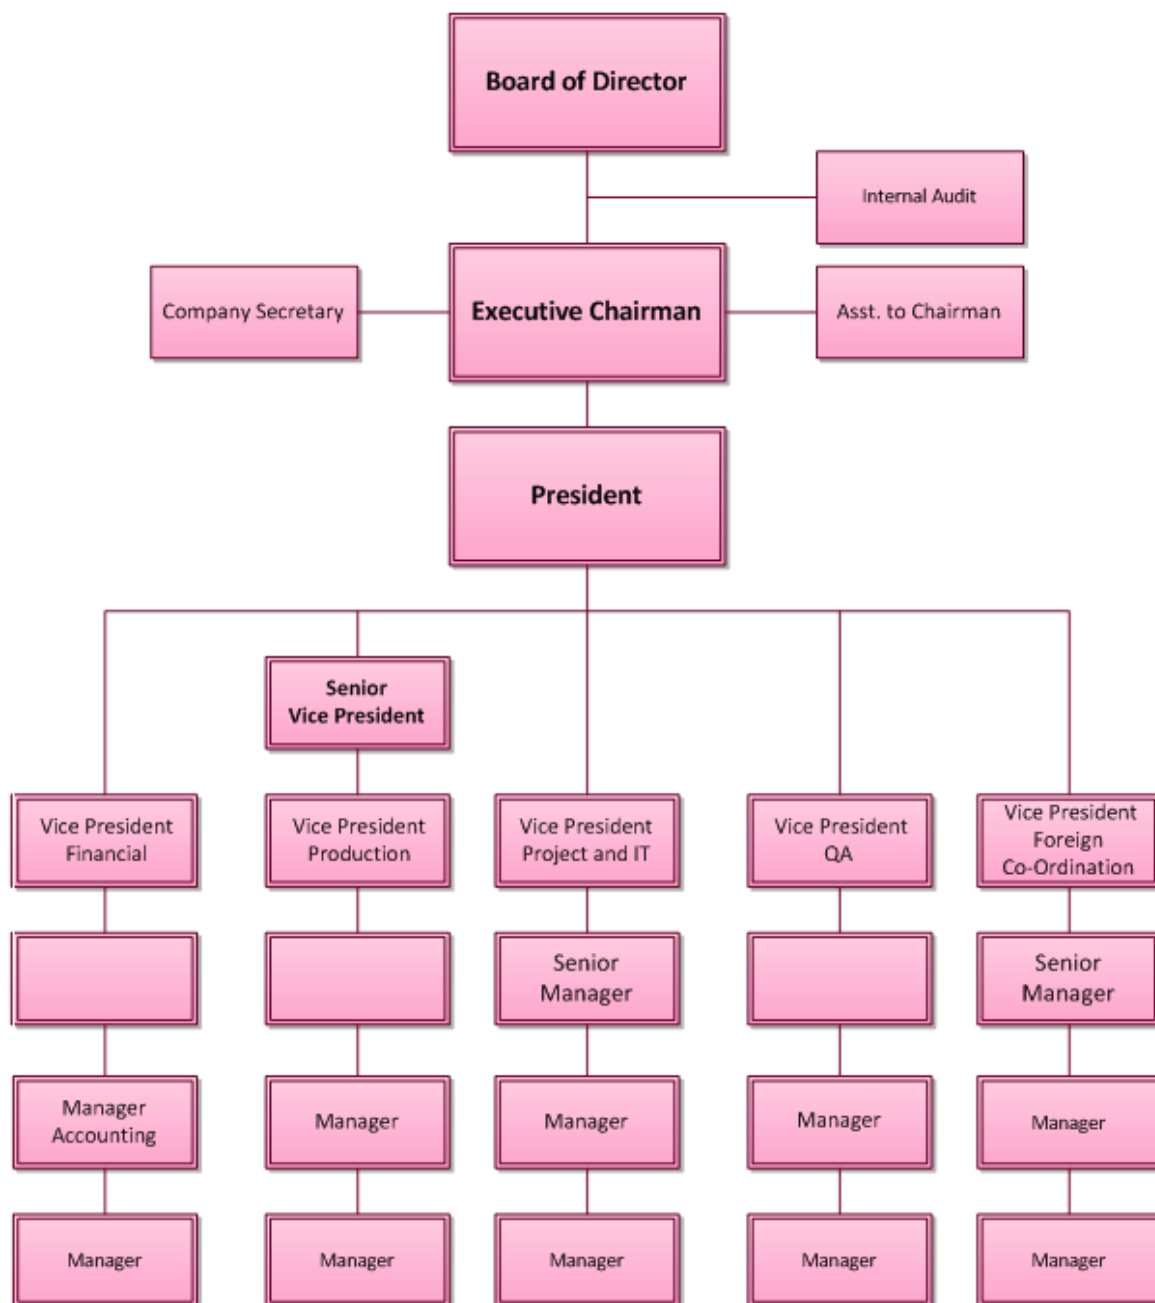 Board of Director
Internal Audit
Company Secretary
Executive Chairman
Asst. to Chairman
President
Senior
Vice President
Vice President
Financial
Vice President
Production
Vice President
Project and IT
Vice President
QA
Vice President
Foreign
Co-Ordination
Senior
Manager
Senior
Manager
Manager
Accounting
Manager
Manager
Manager
Manager
Manager
Manager
Manager
Manager
Manager